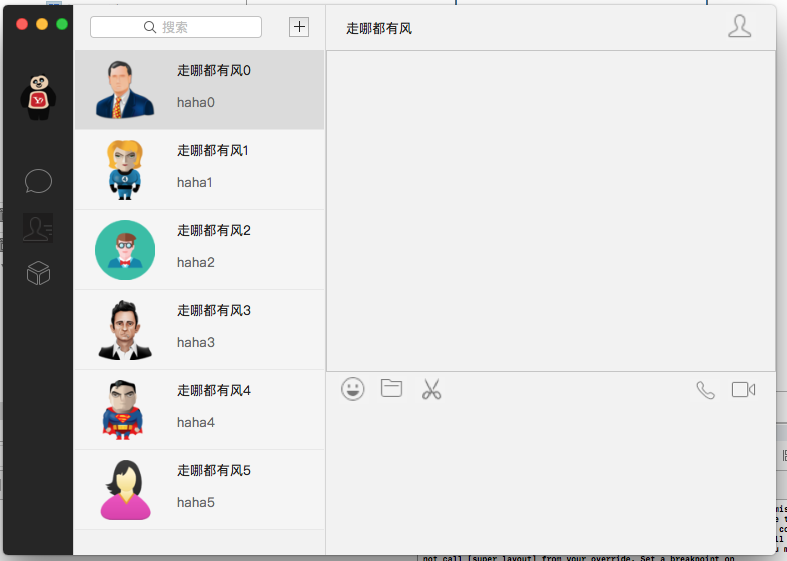 搜索
走哪都有风
走哪都有风0
haha0
走哪都有风1
haha1
走哪都有风2
haha2
走哪都有风3
haha3
走哪都有风4
haha4
走哪都有风5
haha5
not call [super layout] from your override. Set a breakpoint on